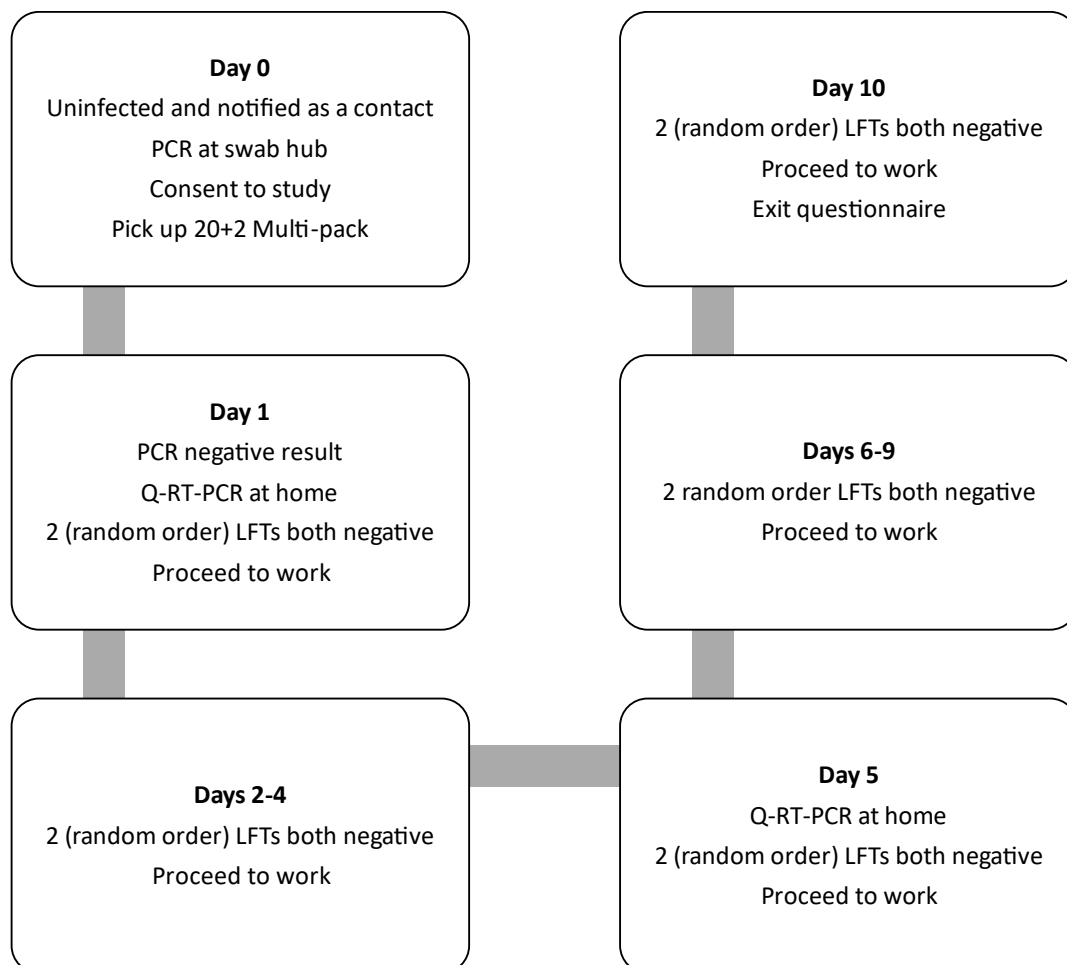 Day 0
Uninfected and notified as a contact
PCR at swab hub
Consent to study
Pick up 20+2 Multi-pack
Day 1
PCR negative result
Q-RT-PCR at home
2 (random order) LFTs both negative
Proceed to work
Days 2-4
2 (random order) LFTs both negative
Proceed to work
Day 5
Q-RT-PCR at home
2 (random order) LFTs both negative
Proceed to work
Days 6-9
2 random order LFTs both negative
Proceed to work
Day 10
2 (random order) LFTs both negative
Proceed to work
Exit questionnaire